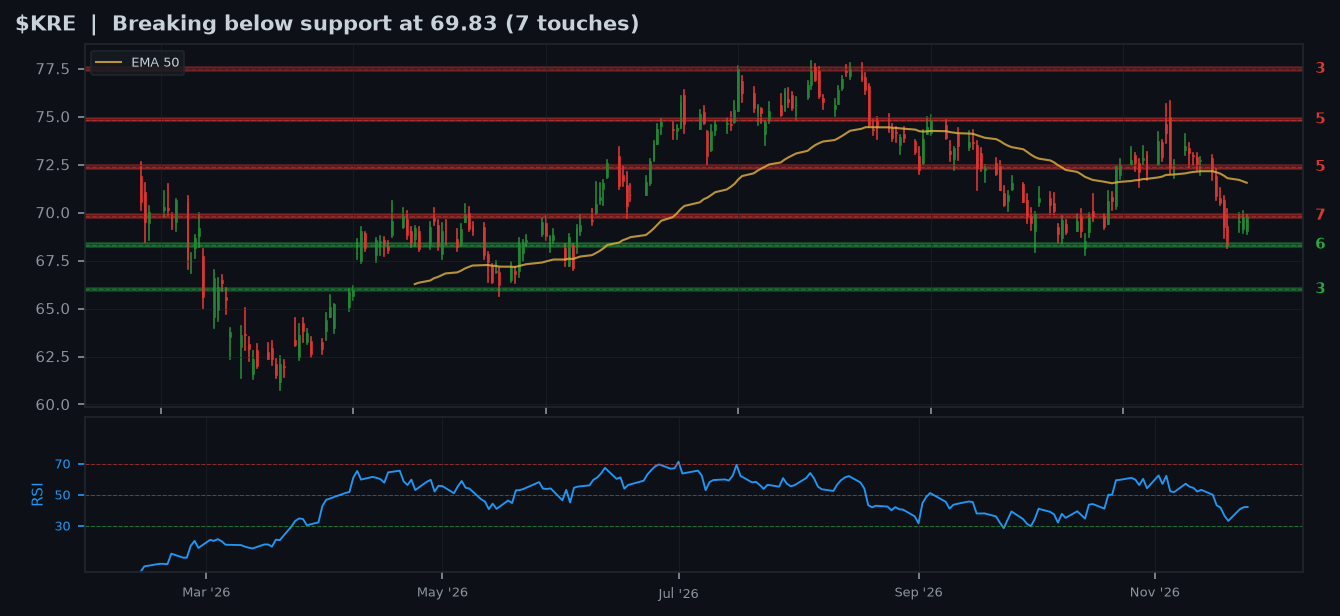 $KRE | Breaking below support at 69.83 (7 touches)
EMA 50
77.5
75.0
72.5
70.0
67.5
65.0
62.5
60.0
3
5
5
7
6
3
RSI
70
50
30
Mar '26
May '26
Jul '26
Sep '26
Nov '26